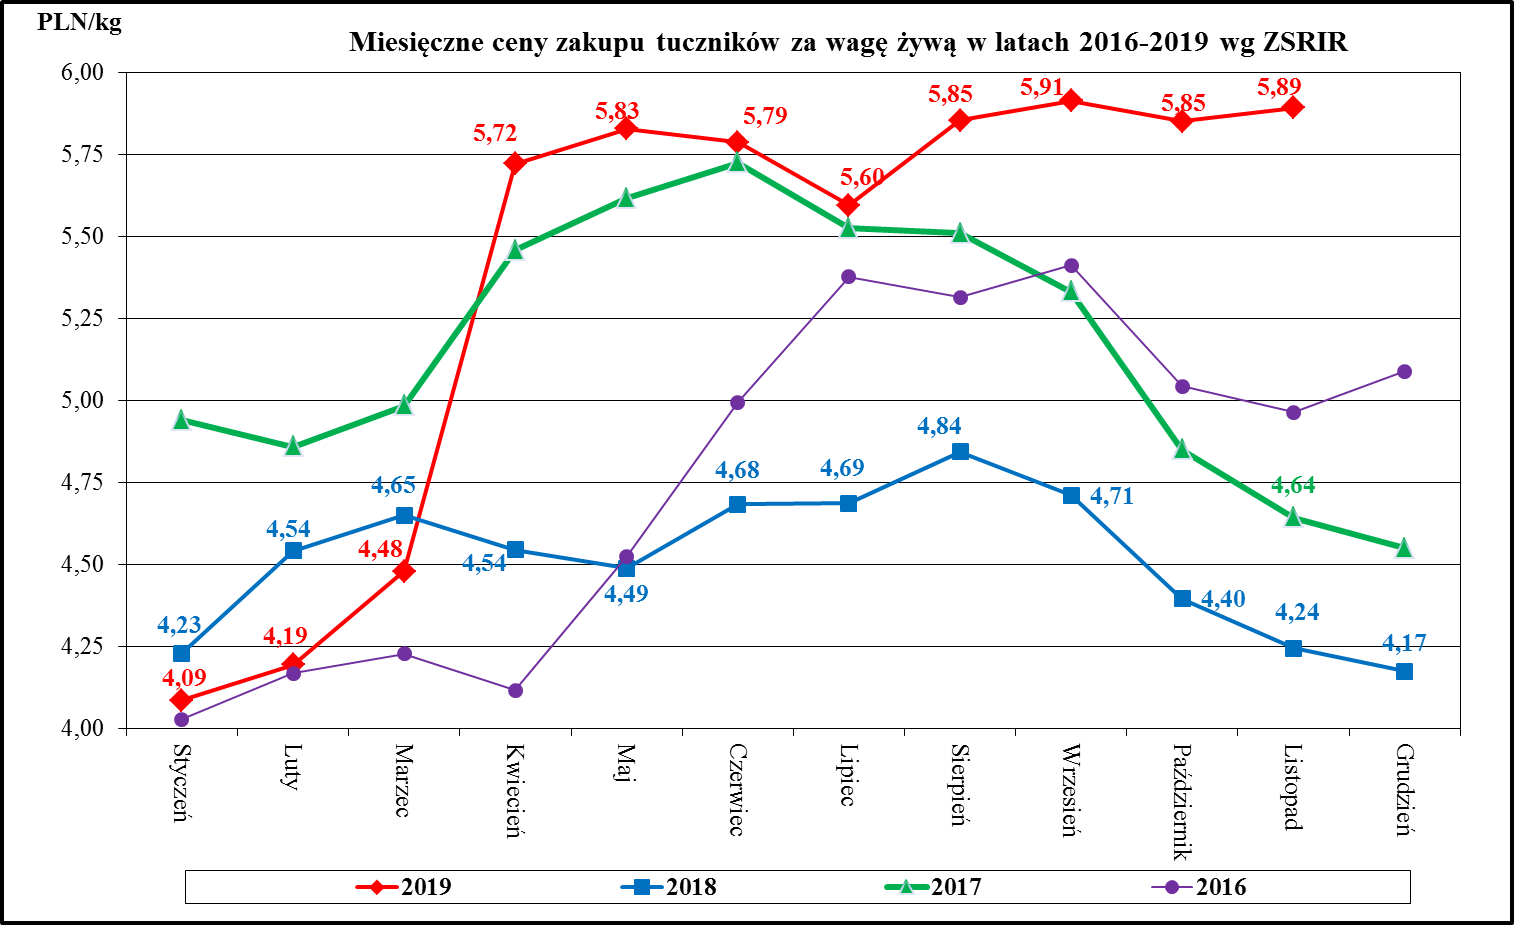 PLN/kg
Miesięczne ceny zakupu tuczników za wagę żywą w latach 2016-2019 wg ZSRIR
6,00
5,75
5,50
5,25
5,00
4,75
4,50
4,25
4,00
5,72
5,83
5,79
5,60
5,85
5,91
5,85
5,89
4,84
4,65
4,68
4,69
4,71
4,64
4,54
4,48
4,54
4,49
4,40
4,24
4,17
4,23
4,19
4,09
Styczeń
Luty
Marzec
Kwiecień
Maj
Czerwiec
Lipiec
Sierpień
Wrzesień
Październik
Listopad
Grudzień
2019
2018
2017
2016